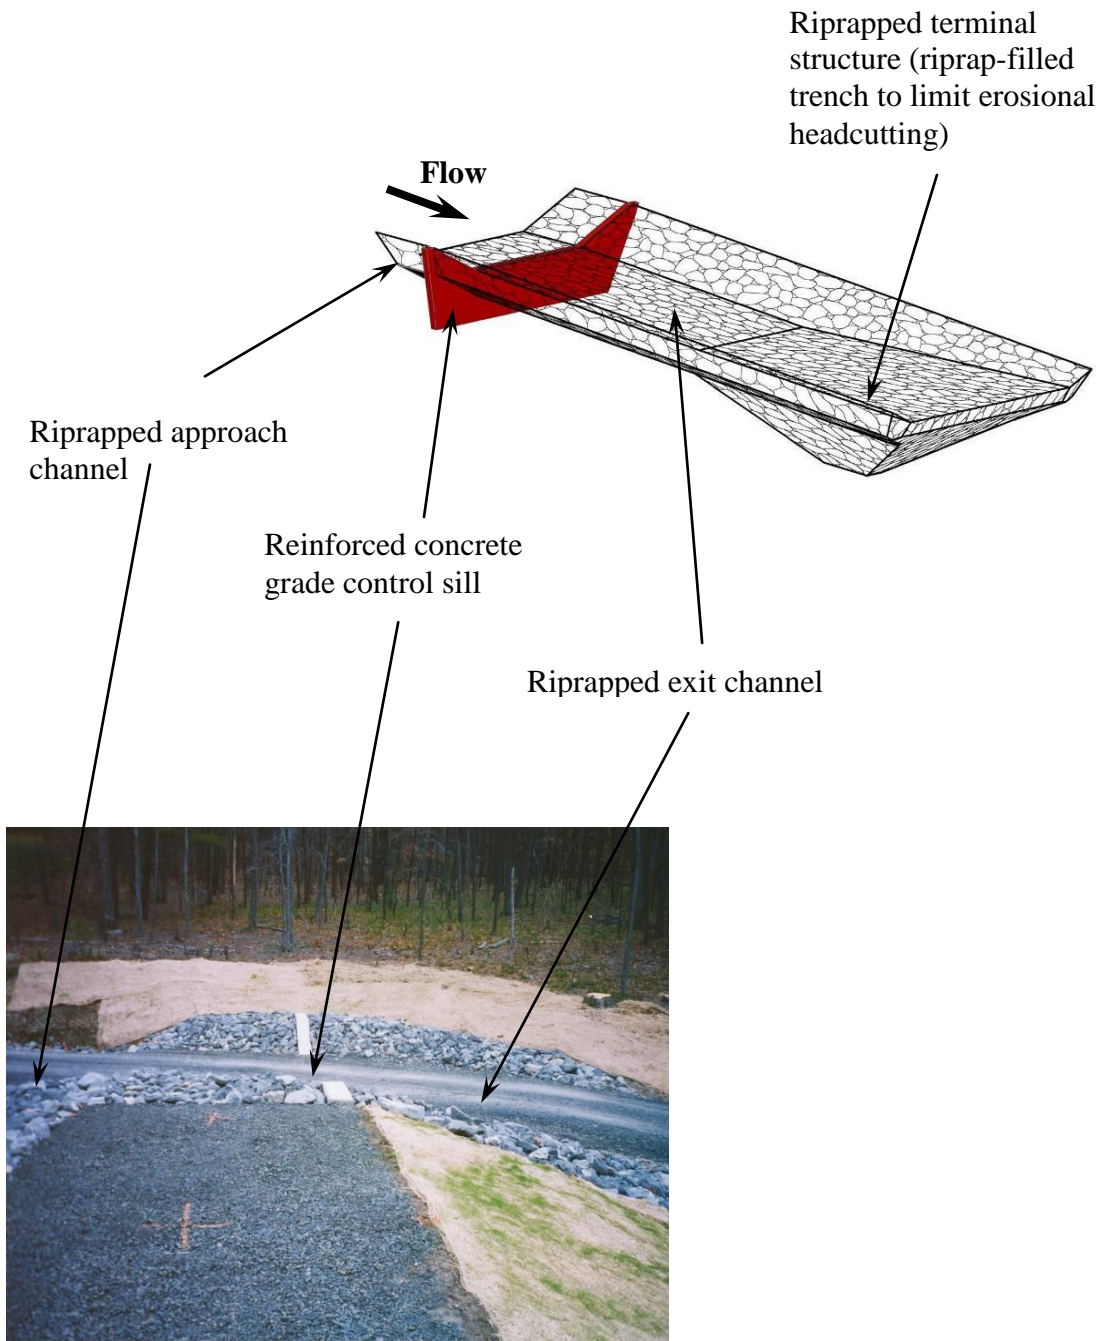 Riprapped terminal
structure (riprap-filled
trench to limit erosional
headcutting)
Flow
Riprapped approach
channel
Reinforced concrete
grade control sill
Riprapped exit channel